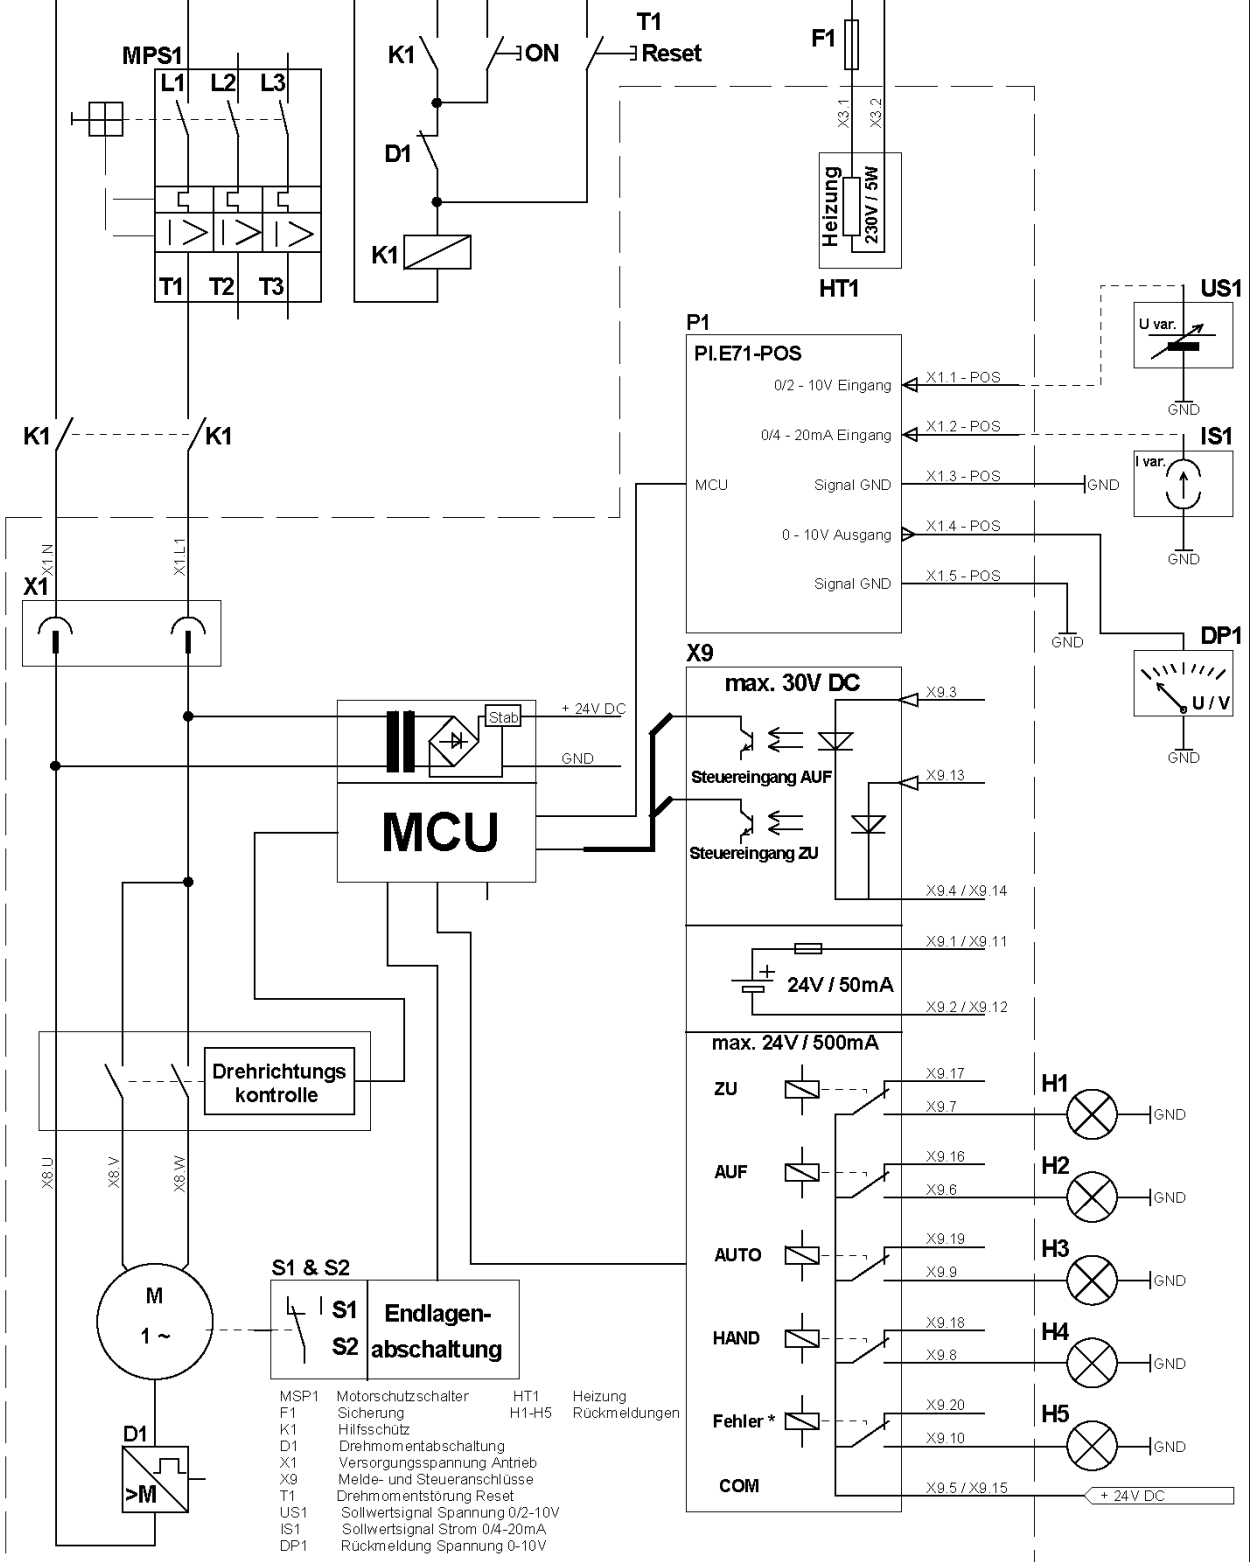 T1
MPS1
K1
ON
Reset
F1
L1 L2 L3
X3.1
X3.2
D1
Heizung
230V / 5W
K1
T1 T2 T3
HT1
US1
U var.
P1
PI.E71-POS
0/2 - 10V Eingang
X1.1 - POS
GND
K1
K1
0/4 - 20mA Eingang
X1.2 - POS
IS1
I var.
MCU
Signal GND
X1.3 - POS
GND
0 - 10V Ausgang
X1.4 - POS
GND
X1.N
X1.L1
X1
Signal GND
X1.5 - POS
GND
DP1
X9
max. 30V DC
X9.3
U / V
+ 24V DC
Stab
GND
GND
Steuereingang AUF
X9.13
MCU
Steuereingang ZU
X9.4 / X9.14
X9.1 / X9.11
24V / 50mA
X9.2 / X9.12
max. 24V / 500mA
Drehrichtungs
kontrolle
ZU
X9.17
X9.7
H1
GND
X8.U
X8.V
X8.W
AUF
X9.16
X9.6
H2
GND
AUTO
X9.19
X9.9
H3
GND
S1 & S2
M
1 ~
S1
S2
Endlagen-
abschaltung
HAND
X9.18
X9.8
H4
GND
MSP1 Motorschutzschalter HT1 Heizung
F1 Sicherung H1-H5 Rückmeldungen
K1 Hilfsschütz
D1 Drehmomentabschaltung
X1 Versorgungsspannung Antrieb
X9 Melde- und Steueranschlüsse
T1 Drehmomentstörung Reset
US1 Sollwertsignal Spannung 0/2-10V
IS1 Sollwertsignal Strom 0/4-20mA
DP1 Rückmeldung Spannung 0-10V
D1
>M
Fehler *
X9.20
X9.10
H5
GND
COM
X9.5 / X9.15
+ 24V DC